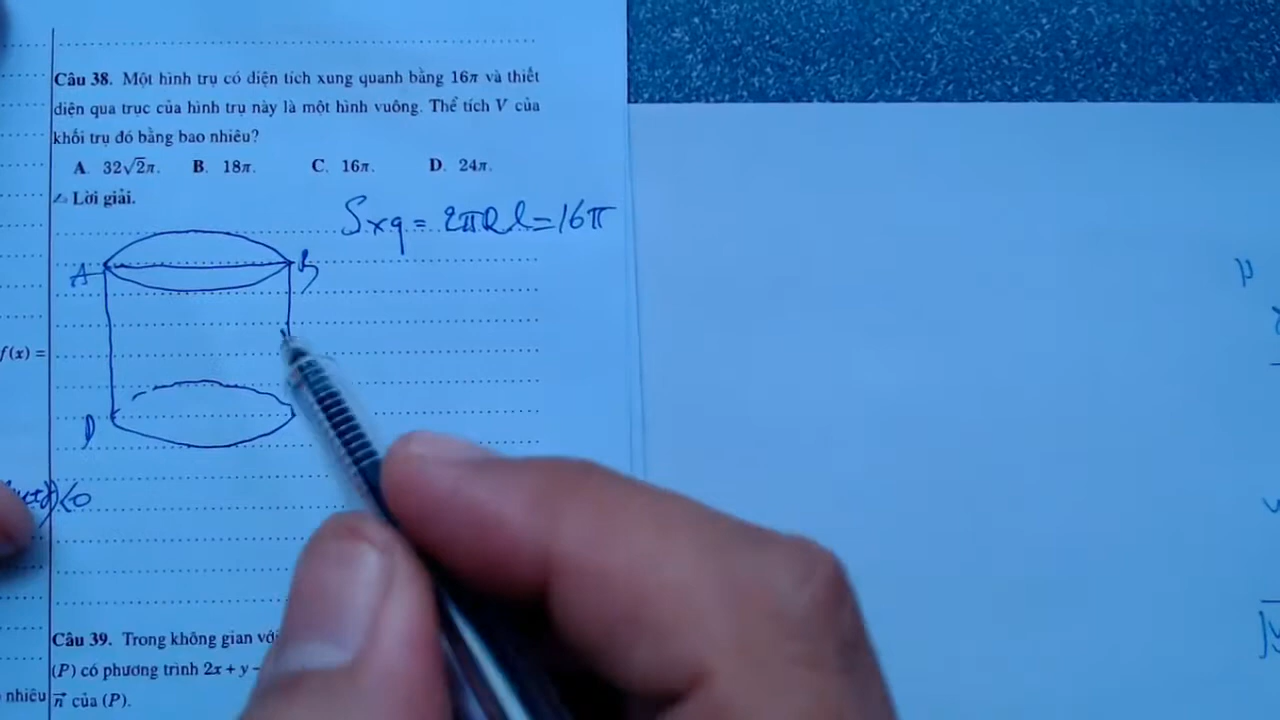 Câu 38. Một hình trụ có diện tích xung quanh bằng 16π và thiết
diện qua trục của hình trụ này là một hình vuông. Thể tích V của
khối trụ đó bằng bao nhiêu?
A. 32√2π. B. 18π. C. 16π. D. 24π.
Lời giải.
Sxq = 2πRl = 16π
A B
f(x) =
D
<0
Câu 39. Trong không gian với
(P) có phương trình 2x + y −
nhiêu
n⃗ của (P).